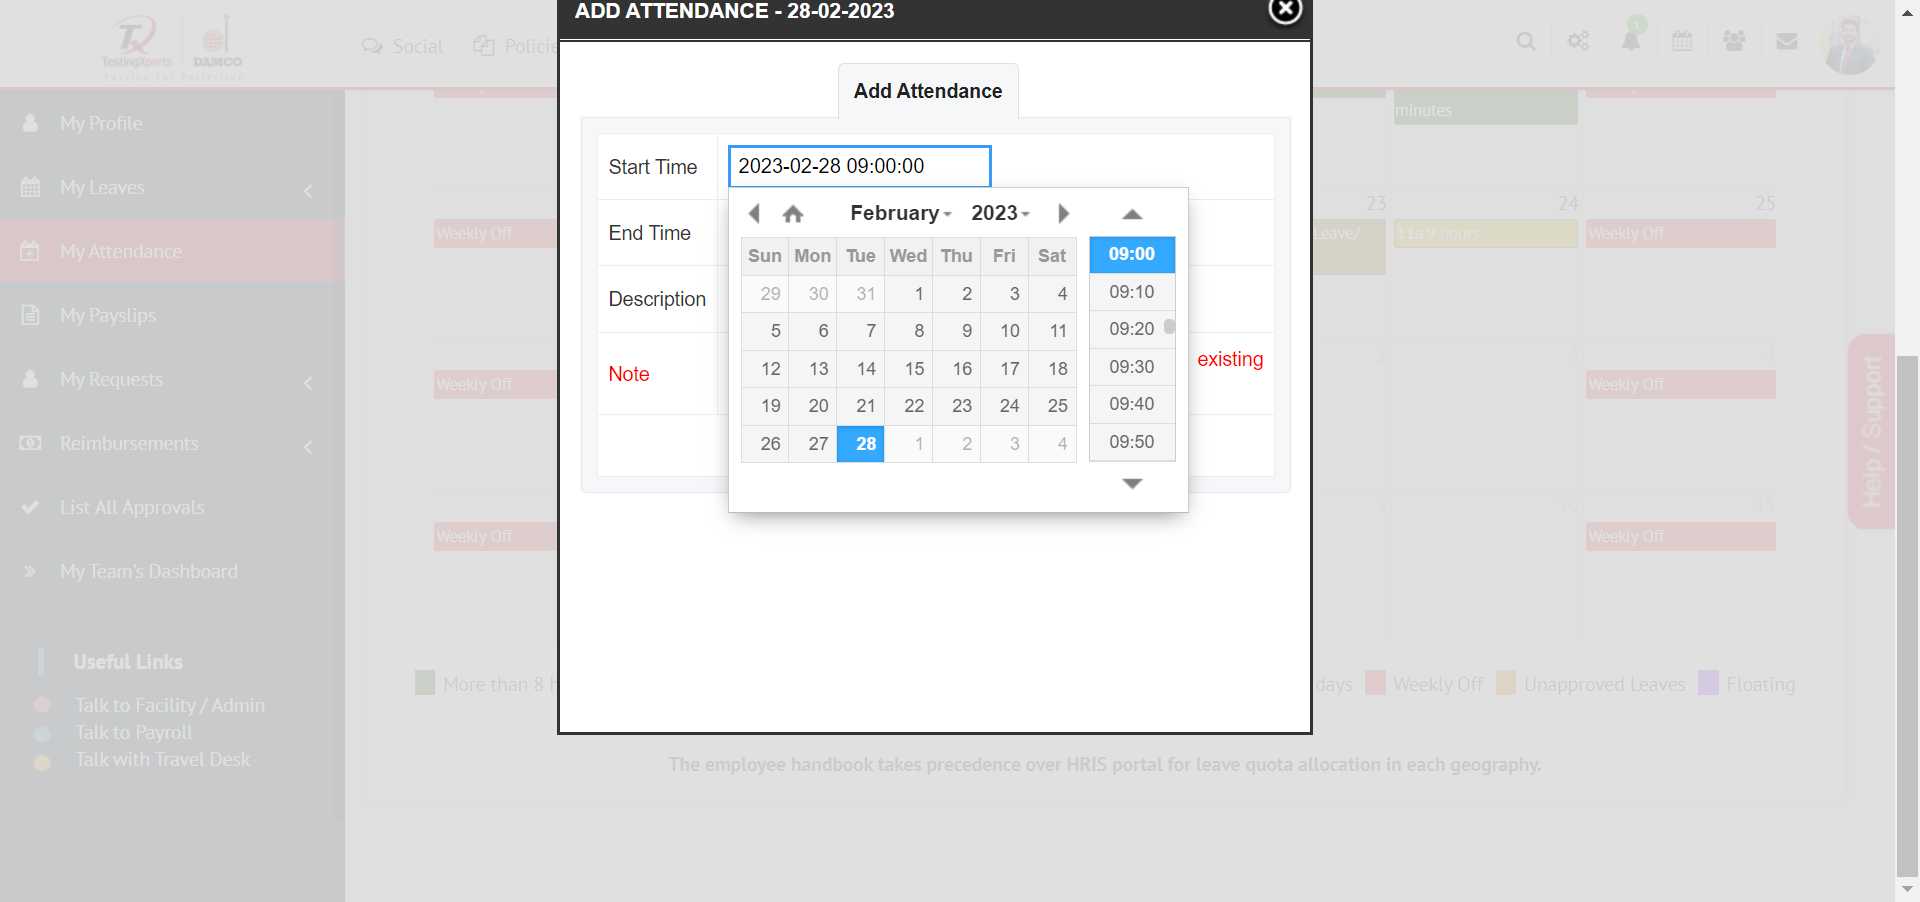 ADD ATTENDANCE - 28-02-2023
TestingXperts
DAMCO
Social
Policie
1
Add Attendance
My Profile
My Leaves
My Attendance
My Payslips
My Requests
Reimbursements
List All Approvals
My Team's Dashboard
Useful Links
Talk to Facility / Admin
Talk to Payroll
Talk with Travel Desk
Start Time
2023-02-28 09:00:00
End Time
Description
Note
existing
February 2023
Sun Mon Tue Wed Thu Fri Sat
29 30 31 1 2 3 4
5 6 7 8 9 10 11
12 13 14 15 16 17 18
19 20 21 22 23 24 25
26 27 28 1 2 3 4
09:00
09:10
09:20
09:30
09:40
09:50
minutes
23 24 25
Weekly Off
Leave/
Weekly Off
Weekly Off
Weekly Off
Weekly Off
Weekly Off
Help / Support
More than 8 h
days
Weekly Off
Unapproved Leaves
Floating
The employee handbook takes precedence over HRIS portal for leave quota allocation in each geography.